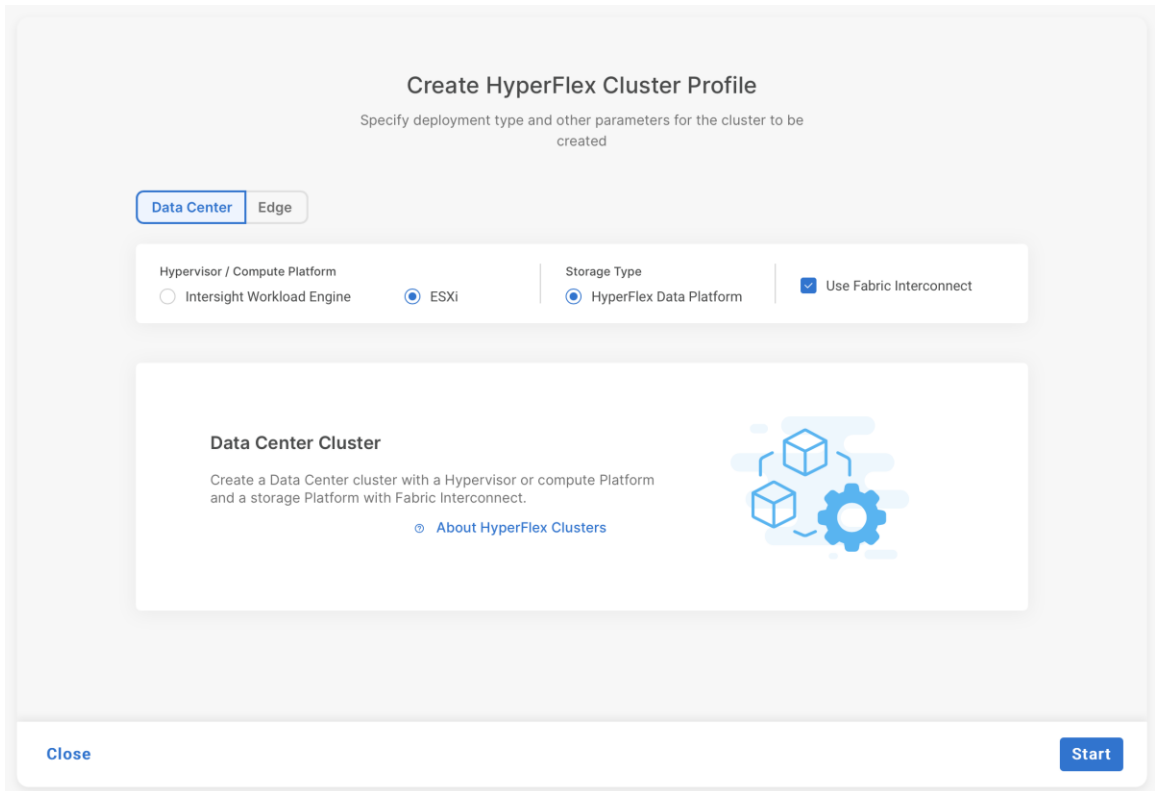 Create HyperFlex Cluster Profile
Specify deployment type and other parameters for the cluster to be
created
Data Center Edge
Hypervisor / Compute Platform
Intersight Workload Engine
ESXi
Storage Type
HyperFlex Data Platform
Use Fabric Interconnect
Data Center Cluster
Create a Data Center cluster with a Hypervisor or compute Platform
and a storage Platform with Fabric Interconnect.
About HyperFlex Clusters
Close
Start